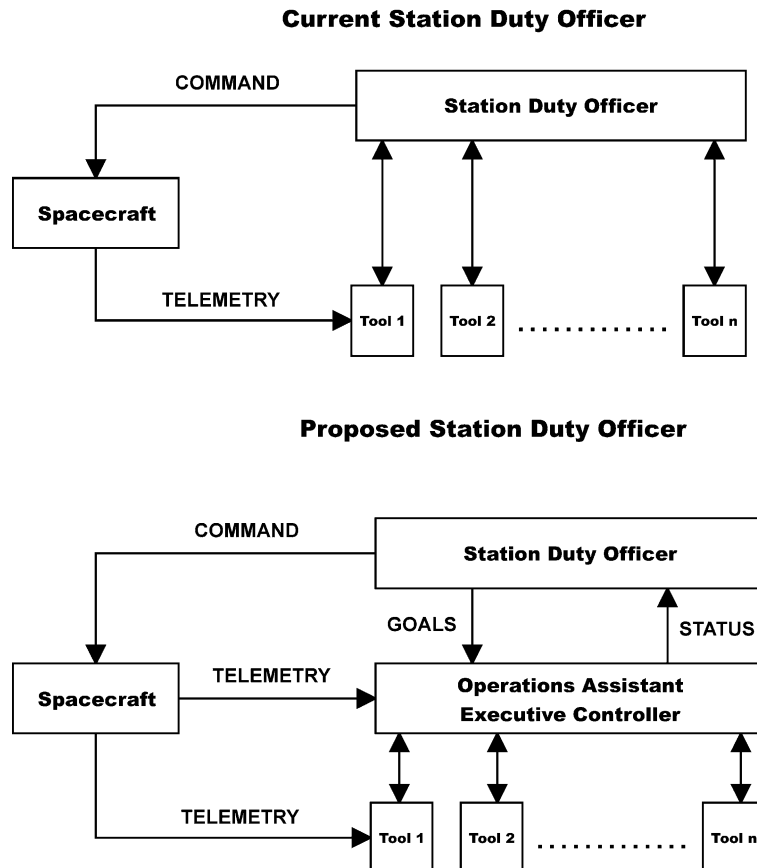 Current Station Duty Officer
COMMAND
Station Duty Officer
Spacecraft
TELEMETRY
Tool 1
Tool 2
Tool n
Proposed Station Duty Officer
COMMAND
Station Duty Officer
GOALS
STATUS
Spacecraft
TELEMETRY
Operations Assistant
Executive Controller
TELEMETRY
Tool 1
Tool 2
Tool n